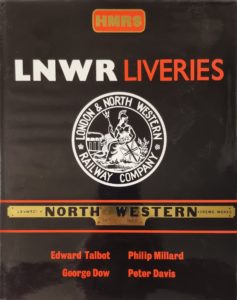 HMRS
LNWR LIVERIES
LONDON & NORTH WESTERN
RAILWAY COMPANY
NORTH WESTERN
Edward Talbot Philip Millard
George Dow Peter Davis